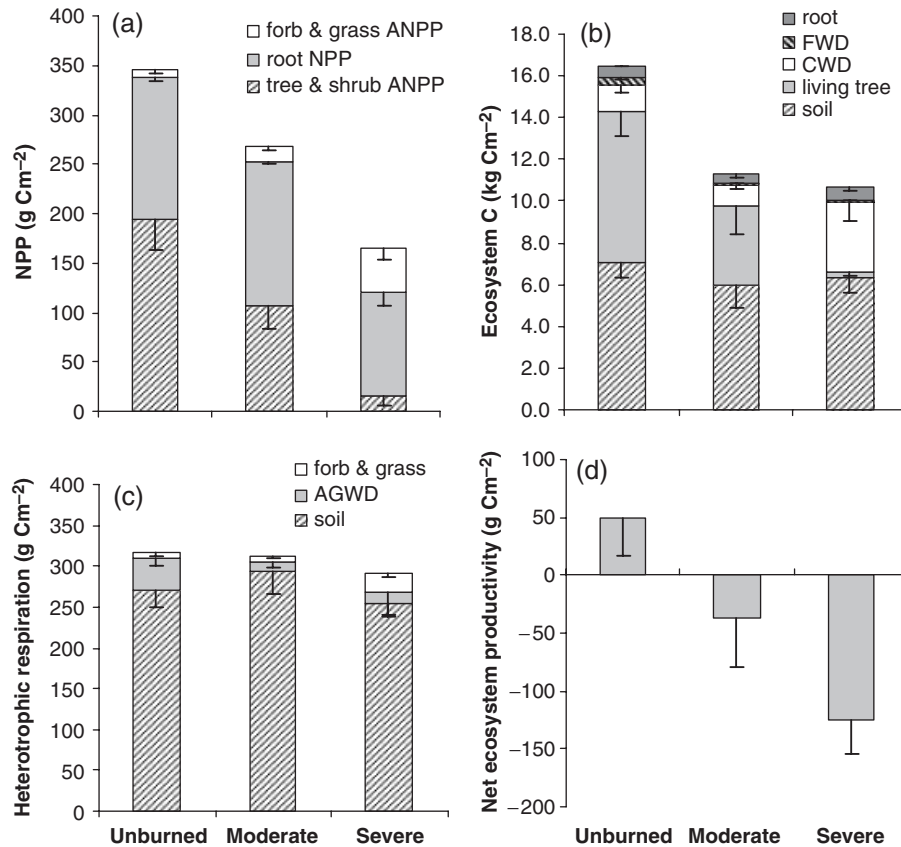 (a)
forb & grass ANPP
root NPP
tree & shrub ANPP
NPP (g Cm−2)
400
350
300
250
200
150
100
50
0
(b)
root
FWD
CWD
living tree
soil
Ecosystem C (kg Cm−2)
18.0
16.0
14.0
12.0
10.0
8.0
6.0
4.0
2.0
0.0
(c)
forb & grass
AGWD
soil
Heterotrophic respiration (g Cm−2)
400
350
300
250
200
150
100
50
0
Unburned Moderate Severe
(d)
Net ecosystem productivity (g Cm−2)
100
50
0
−50
−100
−150
−200
Unburned Moderate Severe